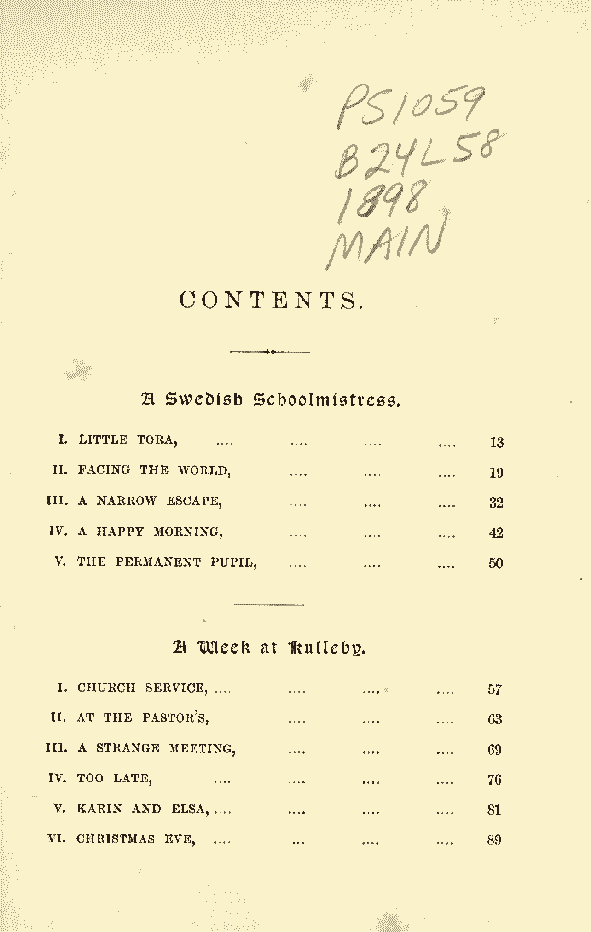 PS1059
B24L58
1898
MAIN
CONTENTS.
A Swedish Schoolmistress.
I. LITTLE TORA, .... .... .... .... 13
II. FACING THE WORLD, .... .... .... 19
III. A NARROW ESCAPE, .... .... .... 32
IV. A HAPPY MORNING, .... .... .... 42
V. THE PERMANENT PUPIL, .... .... .... 50
A Week at Kulleby.
I. CHURCH SERVICE, .... .... .... .... 57
II. AT THE PASTOR'S, .... .... .... 63
III. A STRANGE MEETING, .... .... .... 69
IV. TOO LATE, .... .... .... .... 76
V. KARIN AND ELSA, .... .... .... .... 81
VI. CHRISTMAS EVE, .... ... .... .... 89